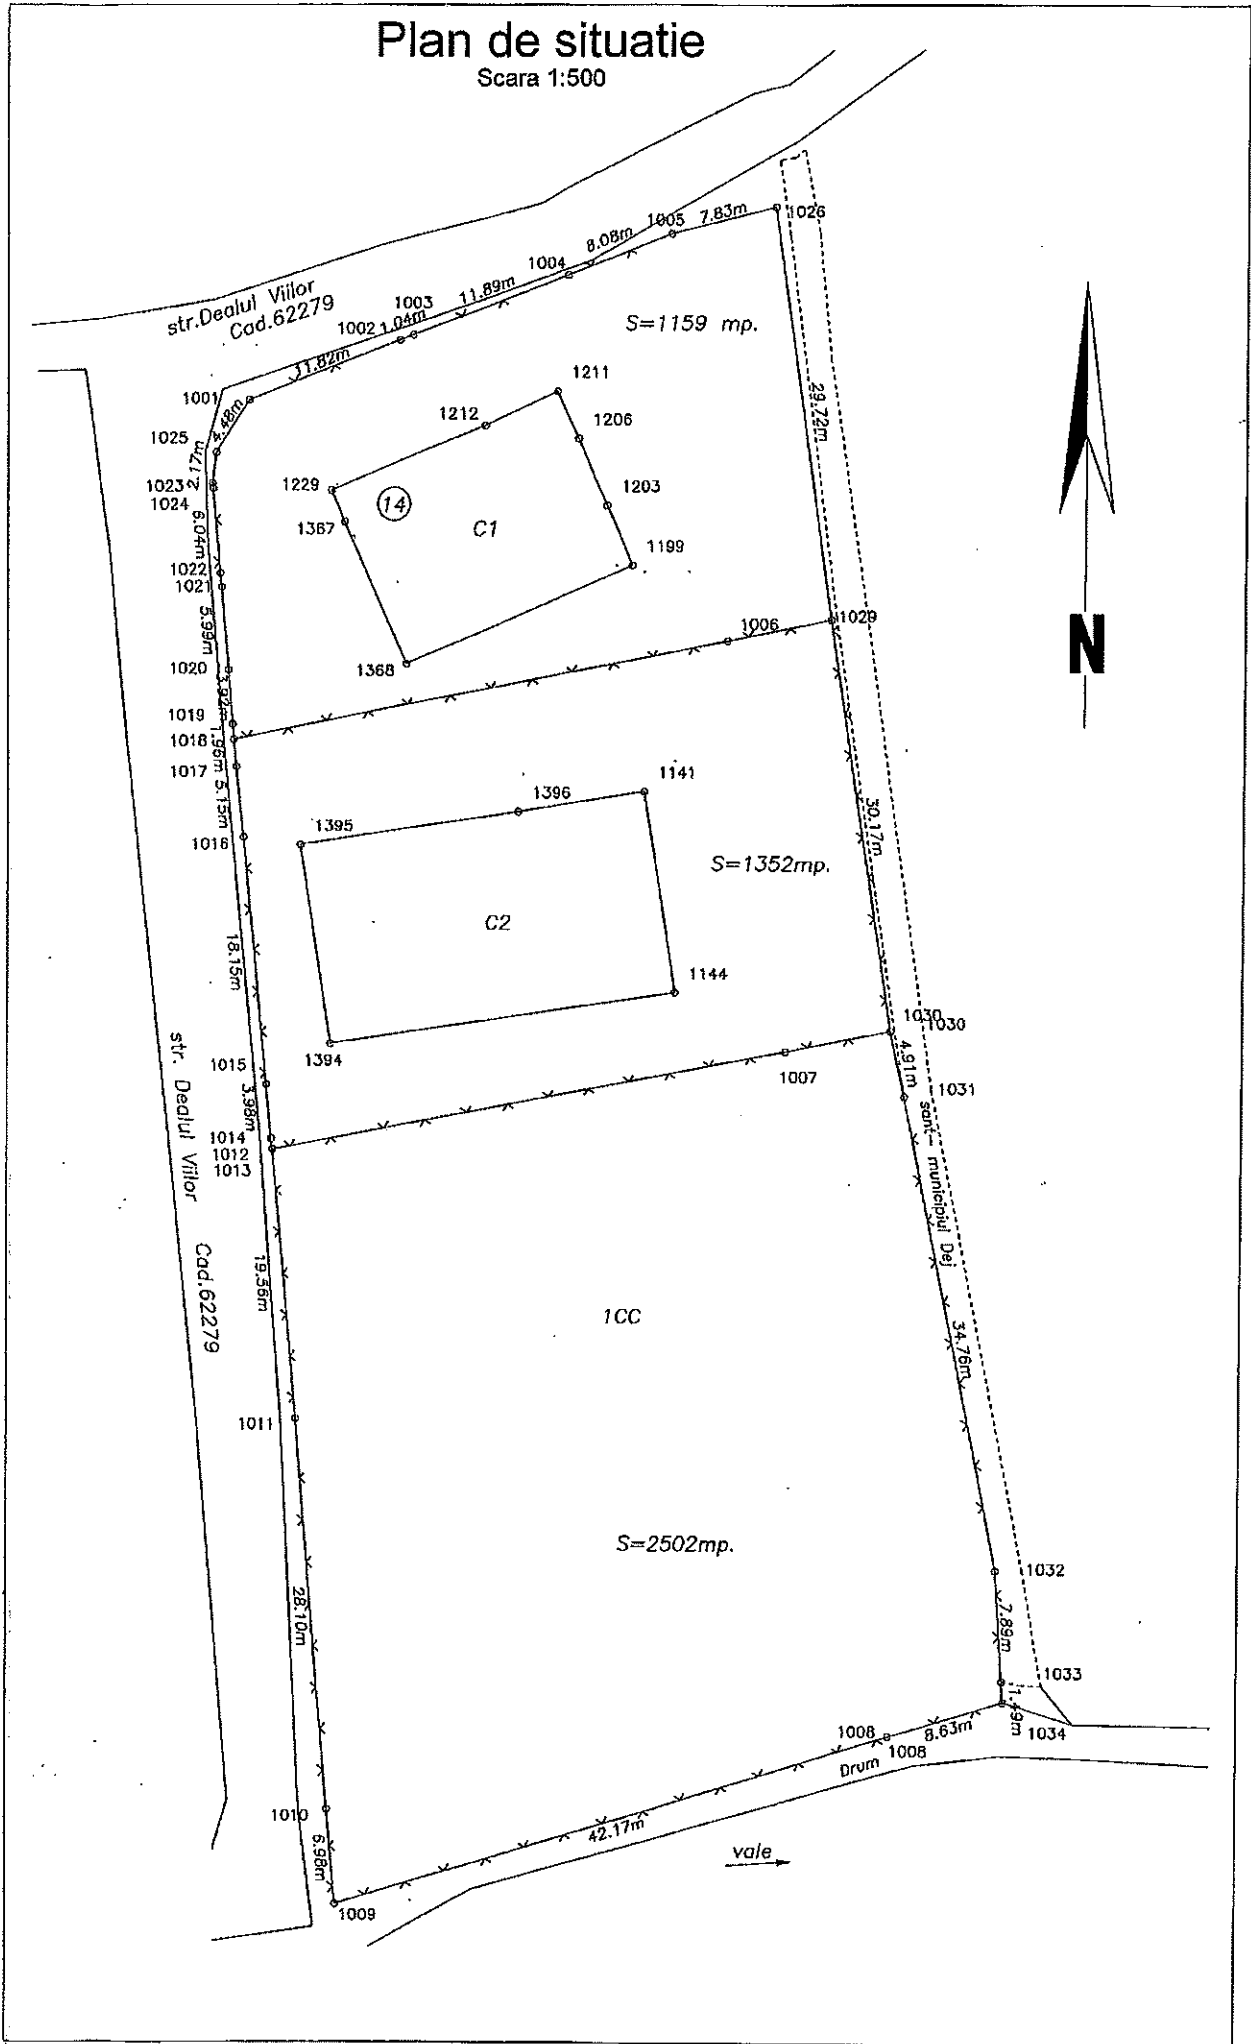 Plan de situatie
Scara 1:500
str.Dealul Viilor
Cad.62279
1026
7.83m
1005
8.08m
1004
11.89m
1003
1.04m
1002
11.82m
1001
4.48m
1025
2.17m
1023
1024
6.04m
1022
1021
5.99m
1020
3.92m
1019
1018
1.96m
1017
5.15m
1016
S=1159 mp.
1211
1212
1206
1229
14
1203
1367
C1
1199
1368
29.72m
1006
1029
N
1141
1396
1395
S=1352mp.
C2
1144
1394
30.17m
18.15m
1015
3.98m
1014
1012
1013
1030
1030
1007
4.91m
1031
sant- municipiul Dej
str. Dealul Viilor Cad.62279
19.56m
1CC
34.76m
1011
S=2502mp.
28.10m
1032
7.89m
1033
1.49m
1034
8.63m
1008
1008
Drum
1010
6.98m
42.17m
vale
1009